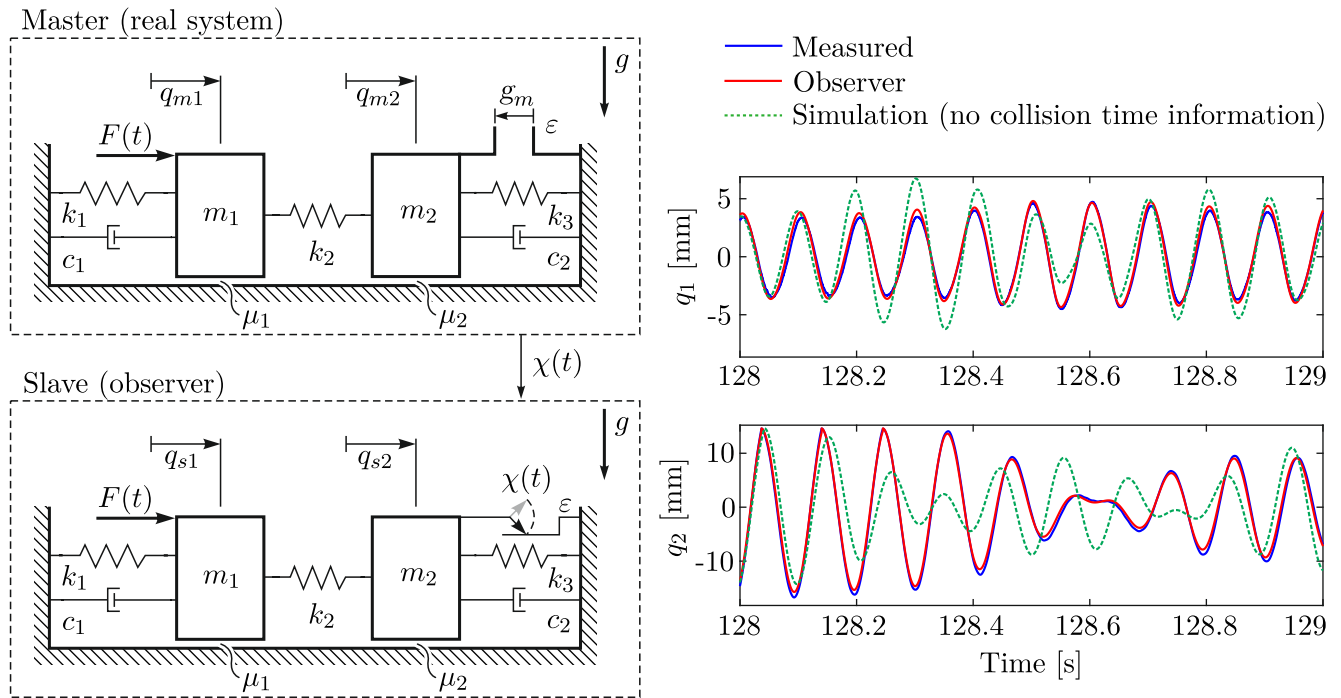 Master (real system)
q_{m1}
q_{m2}
g_m
g
F(t)
ε
k_1
m_1
m_2
k_3
k_2
c_1
c_2
μ_1
μ_2
χ(t)
Slave (observer)
q_{s1}
q_{s2}
g
F(t)
χ(t)
ε
k_1
m_1
m_2
k_3
k_2
c_1
c_2
μ_1
μ_2
Measured
Observer
Simulation (no collision time information)
q_1 [mm]
5
0
-5
128 128.2 128.4 128.6 128.8 129
q_2 [mm]
10
0
-10
128 128.2 128.4 128.6 128.8 129
Time [s]